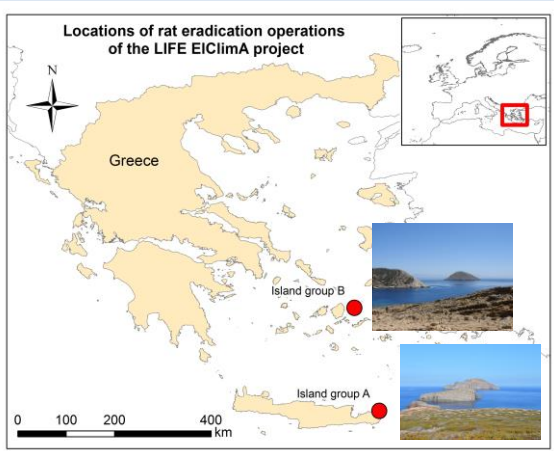 Locations of rat eradication operations
of the LIFE ElClimA project
N
Greece
Island group B
Island group A
0 100 200 400
km